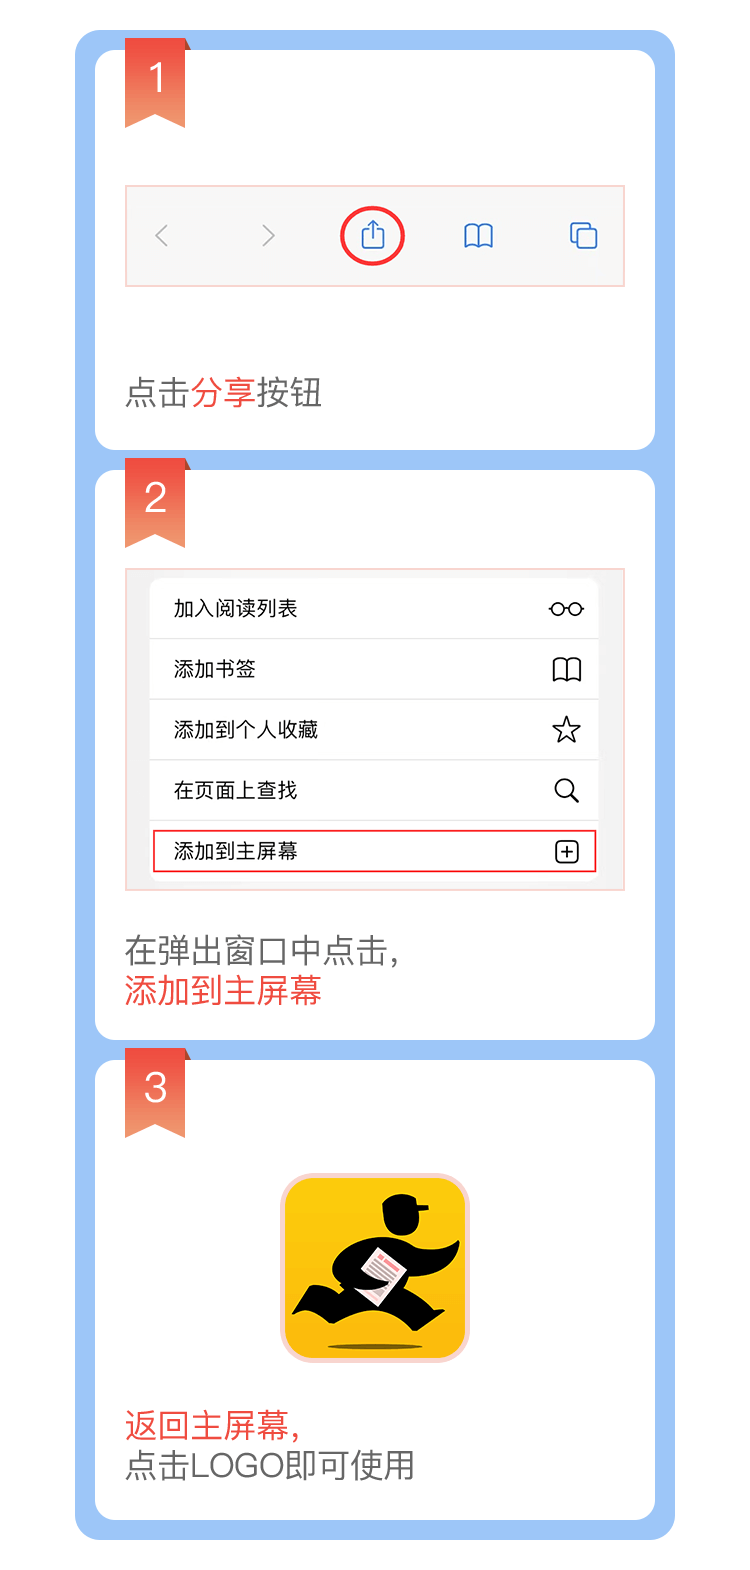 1
点击分享按钮
2
加入阅读列表
添加书签
添加到个人收藏
在页面上查找
添加到主屏幕
在弹出窗口中点击，
添加到主屏幕
3
返回主屏幕，
点击LOGO即可使用